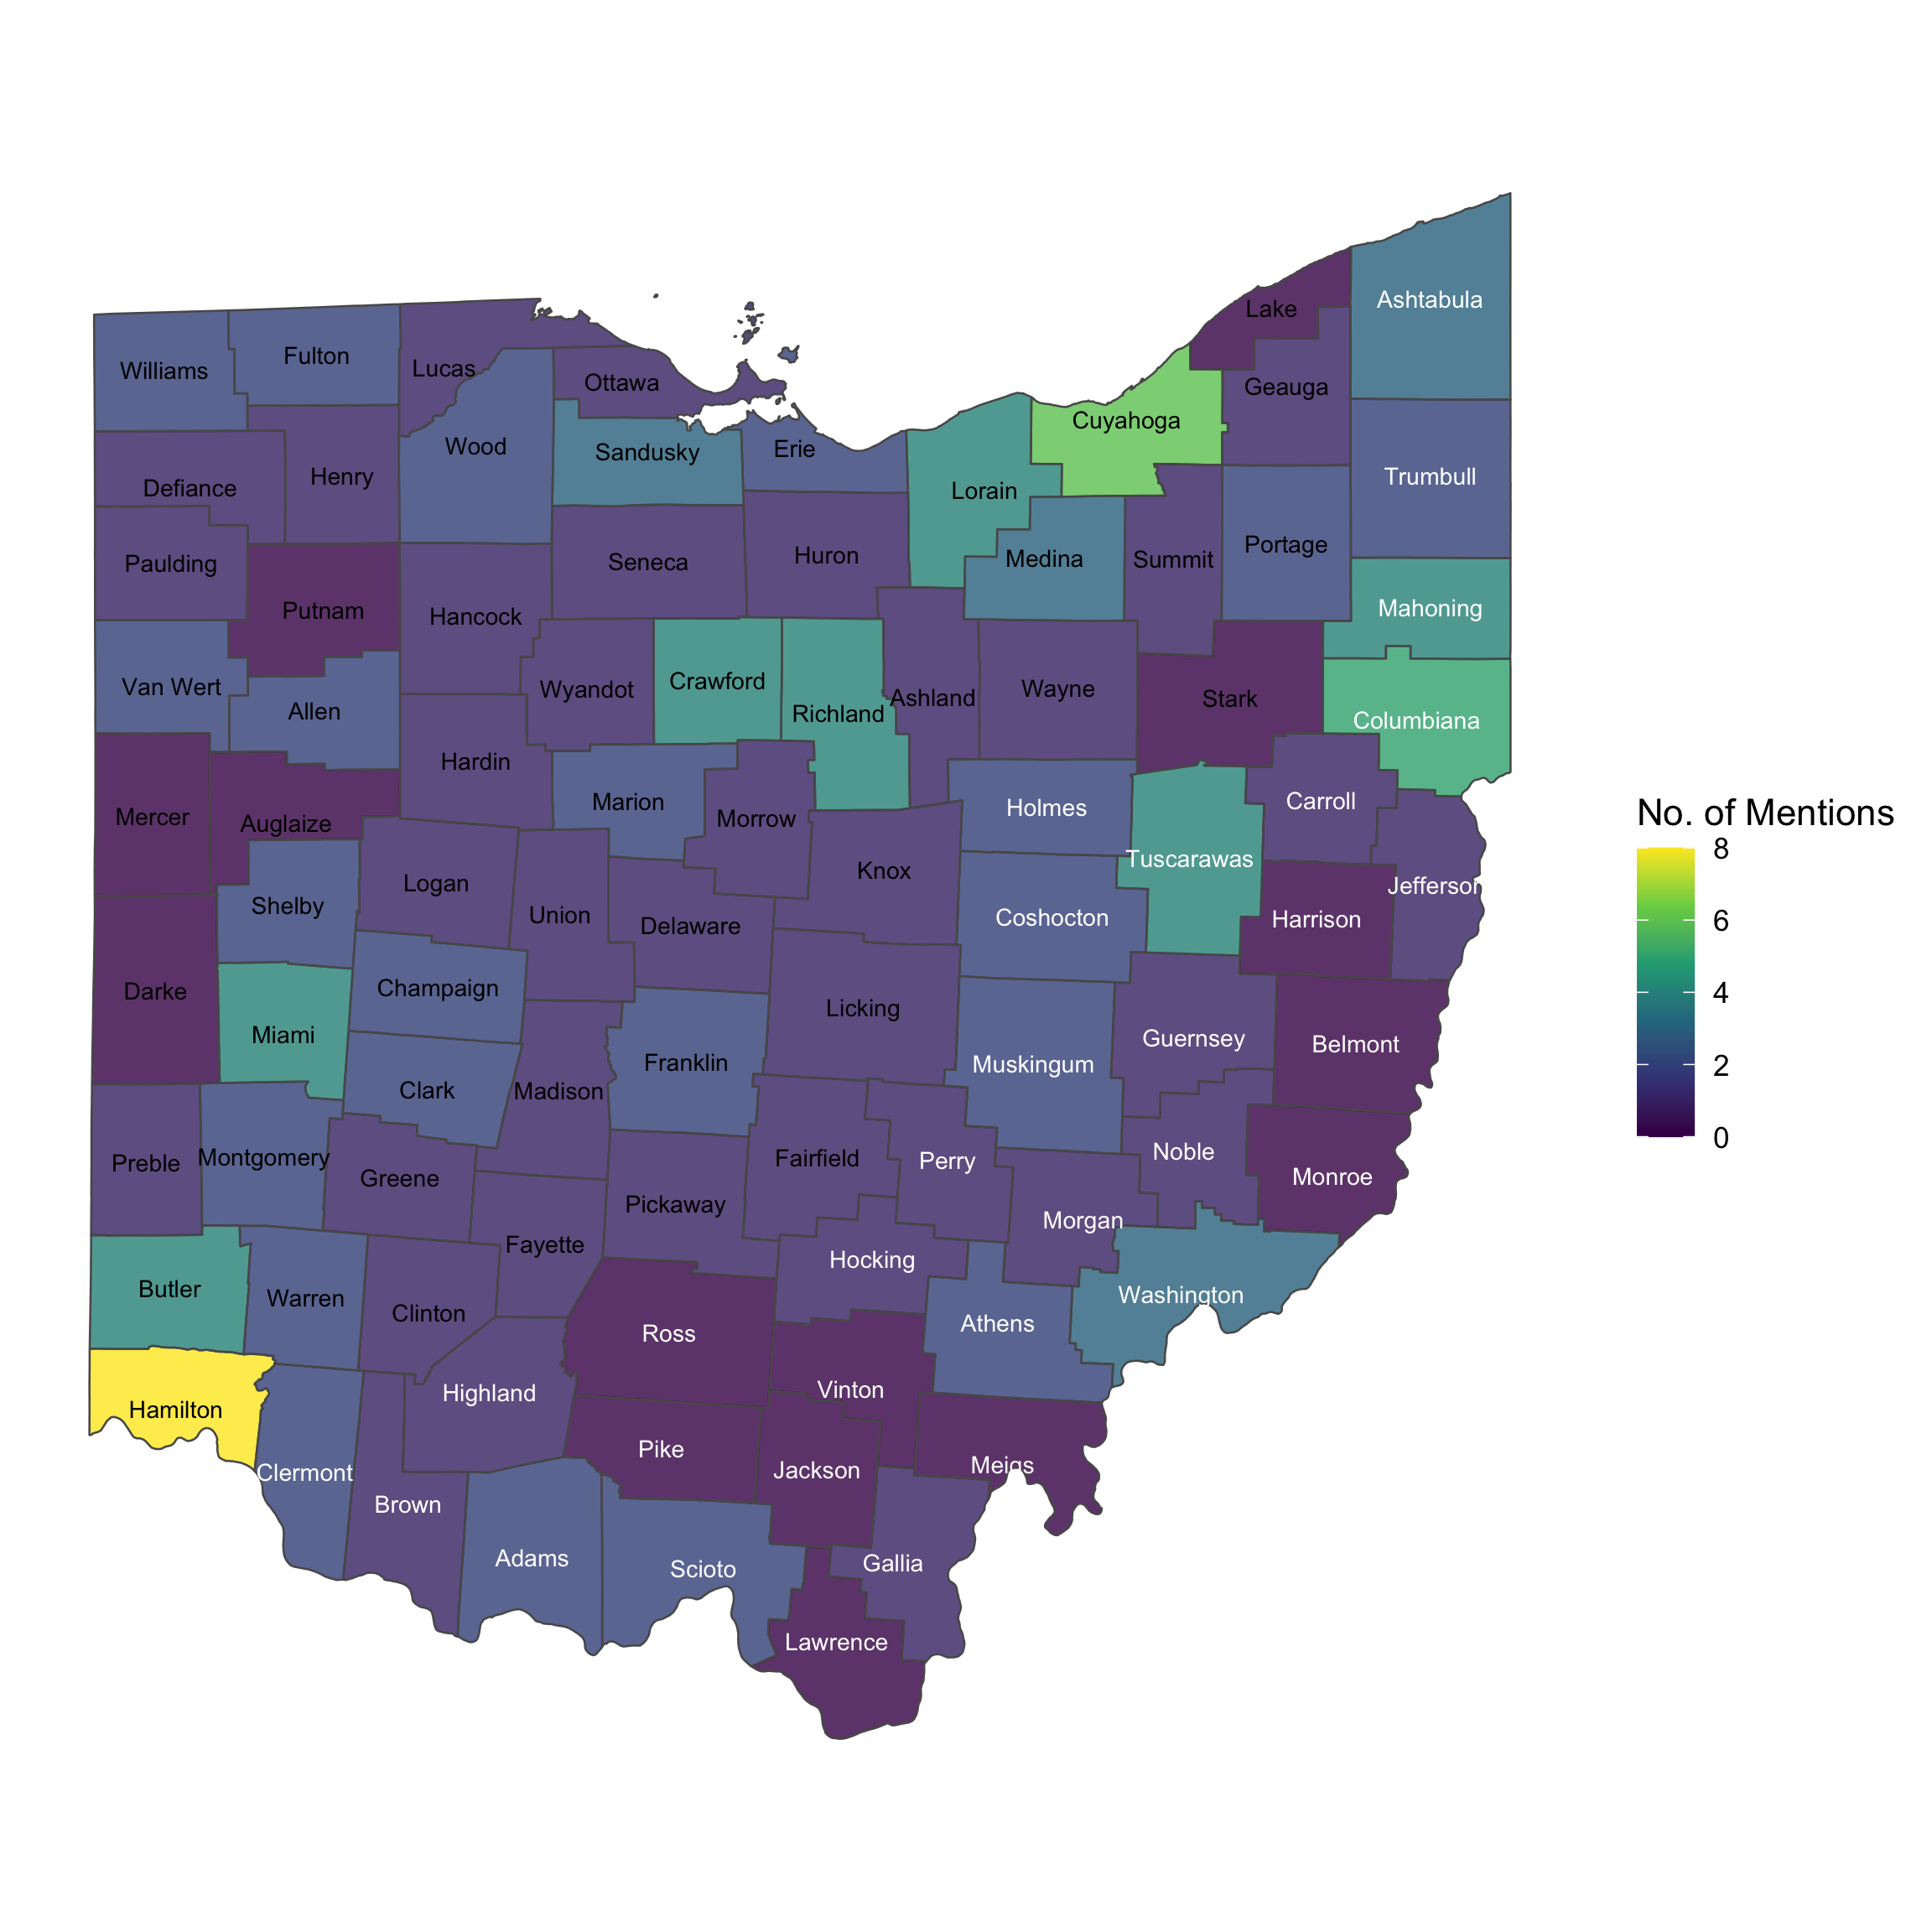 Ashtabula
Lake
Fulton
Williams
Lucas
Ottawa
Geauga
Cuyahoga
Wood
Sandusky
Erie
Henry
Trumbull
Defiance
Lorain
Portage
Paulding
Seneca
Huron
Medina
Summit
Putnam
Hancock
Mahoning
Van Wert
Allen
Wyandot
Crawford
Richland
Ashland
Wayne
Stark
Columbiana
Hardin
Mercer
Auglaize
Marion
Morrow
Holmes
Carroll
No. of Mentions
8
6
4
2
0
Logan
Knox
Tuscarawas
Jefferson
Shelby
Union
Delaware
Coshocton
Harrison
Darke
Champaign
Licking
Miami
Franklin
Muskingum
Guernsey
Belmont
Clark
Madison
Preble
Montgomery
Greene
Fairfield
Perry
Noble
Monroe
Pickaway
Morgan
Fayette
Hocking
Butler
Warren
Clinton
Ross
Athens
Washington
Hamilton
Highland
Vinton
Clermont
Brown
Pike
Jackson
Meigs
Adams
Scioto
Gallia
Lawrence